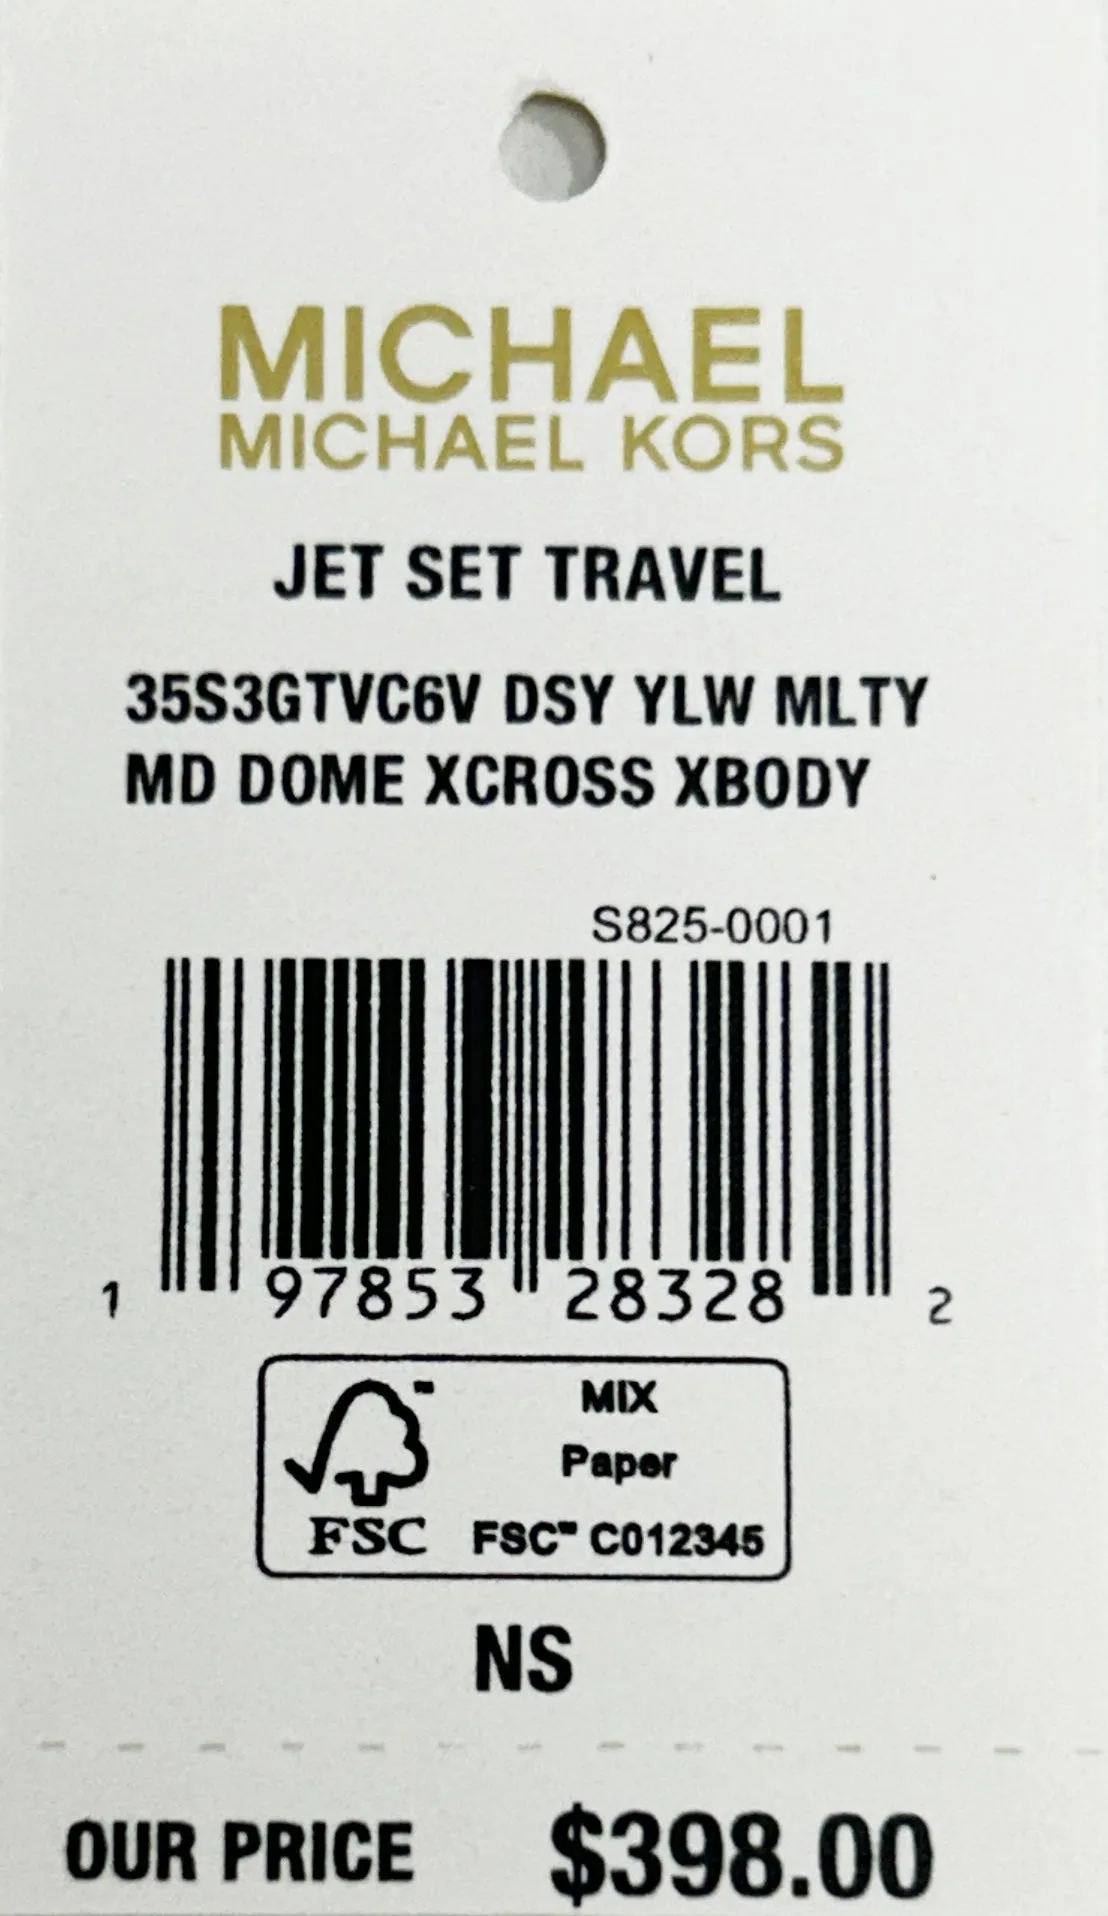 MICHAEL
MICHAEL KORS
JET SET TRAVEL
35S3GTVC6V DSY YLW MLTY
MD DOME XCROSS XBODY
S825-0001
1 97853 28328 2
MIX
Paper
FSC FSC™ C012345
NS
OUR PRICE $398.00